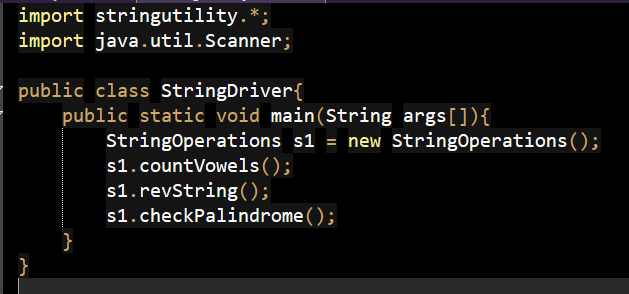 import stringutility.*;
import java.util.Scanner;
public class StringDriver{
public static void main(String args[]){
StringOperations s1 = new StringOperations();
s1.countVowels();
s1.revString();
s1.checkPalindrome();
}
}